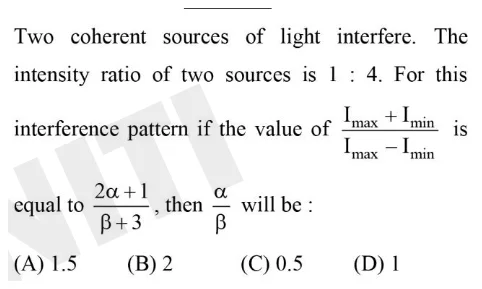 Two coherent sources of light interfere. The
intensity ratio of two sources is 1 : 4. For this
interference pattern if the value of (I_max + I_min)/(I_max − I_min) is
equal to (2α+1)/(β+3), then α/β will be :
(A) 1.5 (B) 2 (C) 0.5 (D) 1